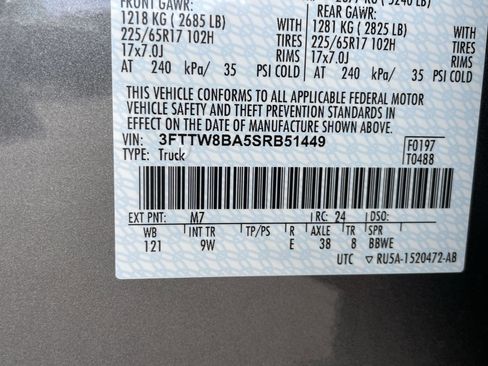 FRONT GAWR:
1218 KG ( 2685 LB) WITH
225/65R17 102H TIRES
17x7.0J RIMS
AT 240 kPa/ 35 PSI COLD
REAR GAWR:
1281 KG ( 2825 LB) WITH
225/65R17 102H TIRES
17x7.0J RIMS
AT 240 kPa/ 35 PSI COLD
THIS VEHICLE CONFORMS TO ALL APPLICABLE FEDERAL MOTOR
VEHICLE SAFETY AND THEFT PREVENTION STANDARDS IN
EFFECT ON THE DATE OF MANUFACTURE SHOWN ABOVE.
VIN: 3FTTW8BA5SRB51449
TYPE: Truck
F0197
T0488
EXT PNT: M7 RC: 24 DSO:
WB INT TR TP/PS R AXLE TR SPR
121 9W E 38 8 BBWE
UTC ▽ RU5A-1520472-AB